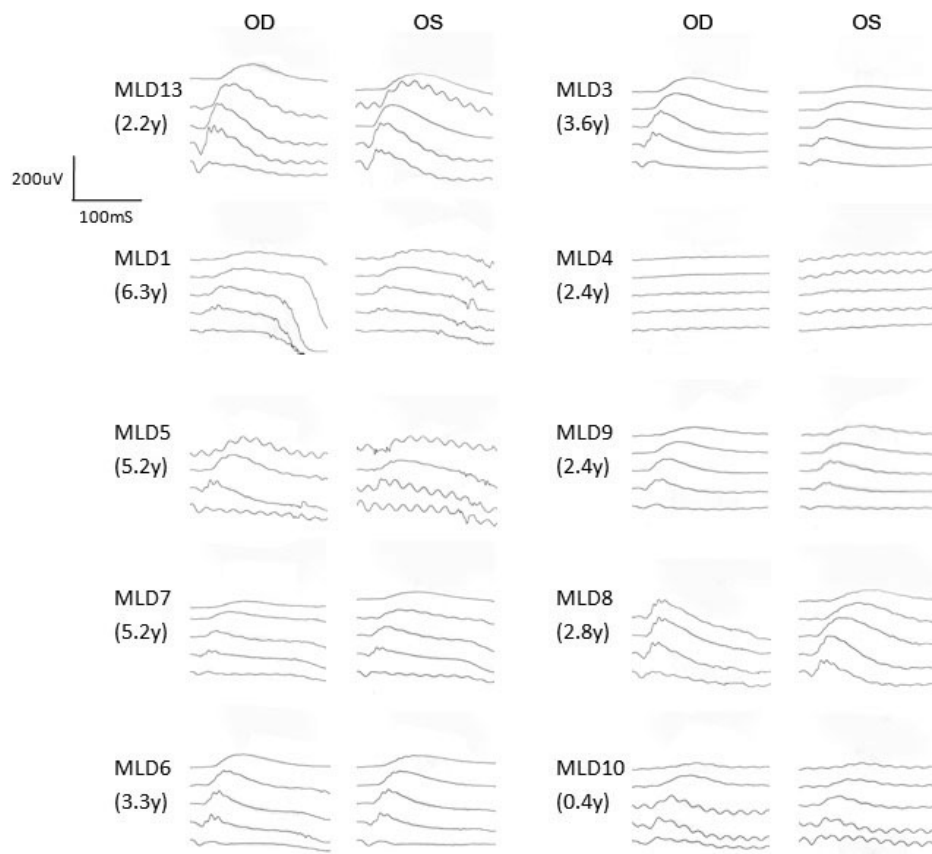 OD OS OD OS
MLD13
(2.2y)
MLD3
(3.6y)
200uV
100mS
MLD1
(6.3y)
MLD4
(2.4y)
MLD5
(5.2y)
MLD9
(2.4y)
MLD7
(5.2y)
MLD8
(2.8y)
MLD6
(3.3y)
MLD10
(0.4y)